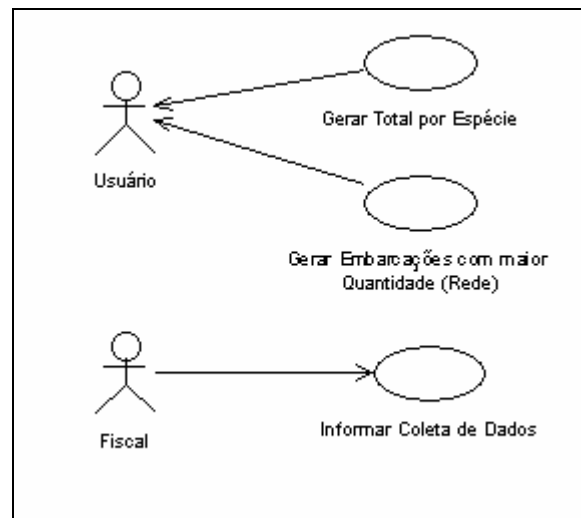 Gerar Total por Espécie
Usuário
Gerar Embarcações com maior
Quantidade (Rede)
Fiscal
Informar Coleta de Dados